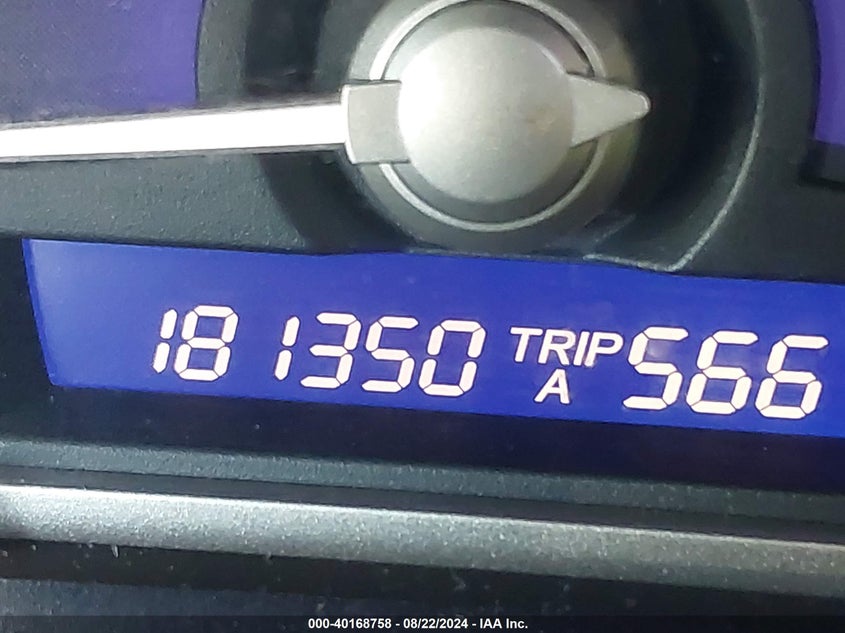 181350 TRIP A 566
000-40168758 - 08/22/2024 - IAA Inc.